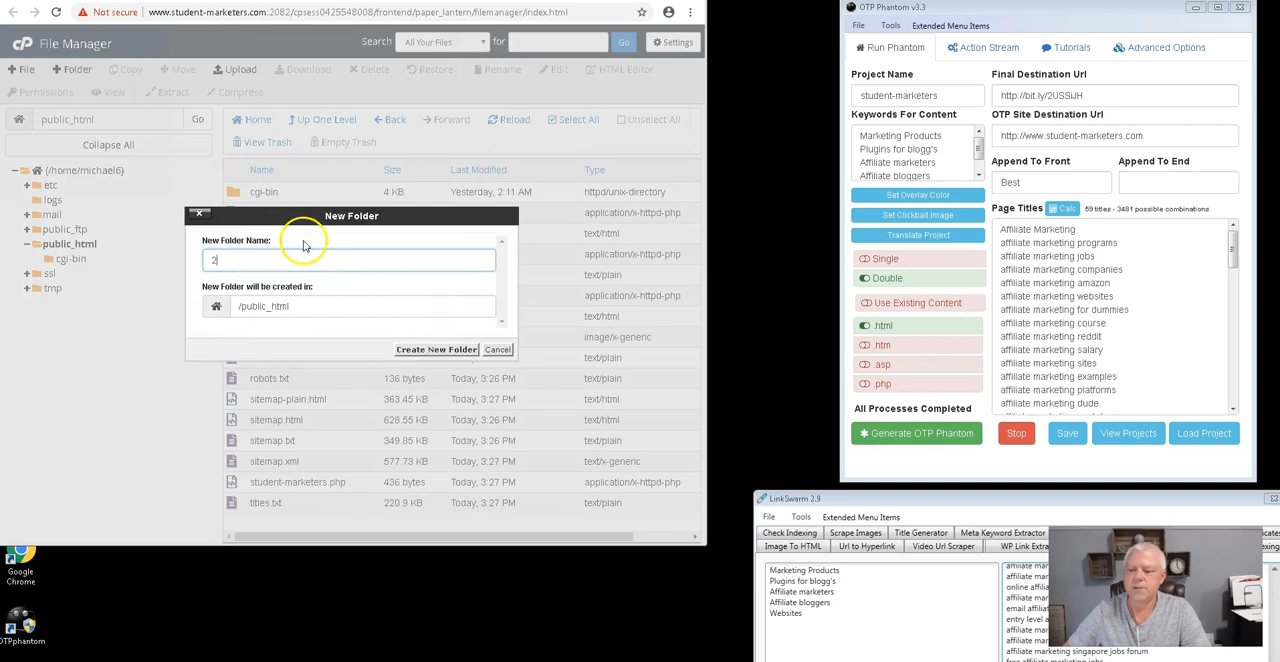 Not secure | www.student-marketers.com:2082/cpsess0425548008/frontend/paper_lantern/filemanager/index.html
cP File Manager
Search All Your Files for Go Settings
File Folder Copy Move Upload Download Delete Restore Rename Edit HTML Editor
Permissions View Extract Compress
public_html Go
Collapse All
(/home/michael6)
etc
logs
mail
public_ftp
public_html
cgi-bin
ssl
tmp
Home Up One Level Back Forward Reload Select All Unselect All
View Trash Empty Trash
Name Size Last Modified Type
cgi-bin 4 KB Yesterday, 2:11 AM httpd/unix-directory
application/x-httpd-php
text/html
application/x-httpd-php
text/plain
application/x-httpd-php
text/html
image/x-generic
text/plain
robots.txt 136 bytes Today, 3:26 PM text/plain
sitemap-plain.html 363.45 KB Today, 3:27 PM text/html
sitemap.html 628.55 KB Today, 3:26 PM text/html
sitemap.txt 349.85 KB Today, 3:27 PM text/plain
sitemap.xml 577.73 KB Today, 3:27 PM text/x-generic
student-marketers.php 436 bytes Today, 3:27 PM application/x-httpd-php
titles.txt 220.9 KB Today, 3:27 PM text/plain
New Folder
New Folder Name:
2
New Folder will be created in:
/public_html
Create New Folder Cancel
Google
Chrome
OTPphantom
OTP Phantom v3.3
File Tools Extended Menu Items
Run Phantom Action Stream Tutorials Advanced Options
Project Name Final Destination Url
student-marketers http://bit.ly/2USSiJH
Keywords For Content OTP Site Destination Url
Marketing Products
Plugins for blogg's
Affiliate marketers
Affiliate bloggers
http://www.student-marketers.com
Append To Front Append To End
Best
Set Overlay Color
Set Clickbait Image
Translate Project
Single
Double
Use Existing Content
.html
.htm
.asp
.php
Page Titles Calc 59 titles - 3481 possible combinations
Affiliate Marketing
affiliate marketing programs
affiliate marketing jobs
affiliate marketing companies
affiliate marketing amazon
affiliate marketing websites
affiliate marketing for dummies
affiliate marketing course
affiliate marketing reddit
affiliate marketing salary
affiliate marketing sites
affiliate marketing examples
affiliate marketing platforms
affiliate marketing dude
All Processes Completed
Generate OTP Phantom Stop Save View Projects Load Project
LinkSwarm 2.9
File Tools Extended Menu Items
Check Indexing Scrape Images Title Generator Meta Keyword Extractor
Image To HTML Url to Hyperlink Video Url Scraper WP Link Extra
Marketing Products
Plugins for blogg's
Affiliate marketers
Affiliate bloggers
Websites
affiliate mar
affiliate mar
online affilia
affiliate mar
email affiliat
entry level a
affiliate mar
affiliate mar
affiliate marketing singapore jobs forum